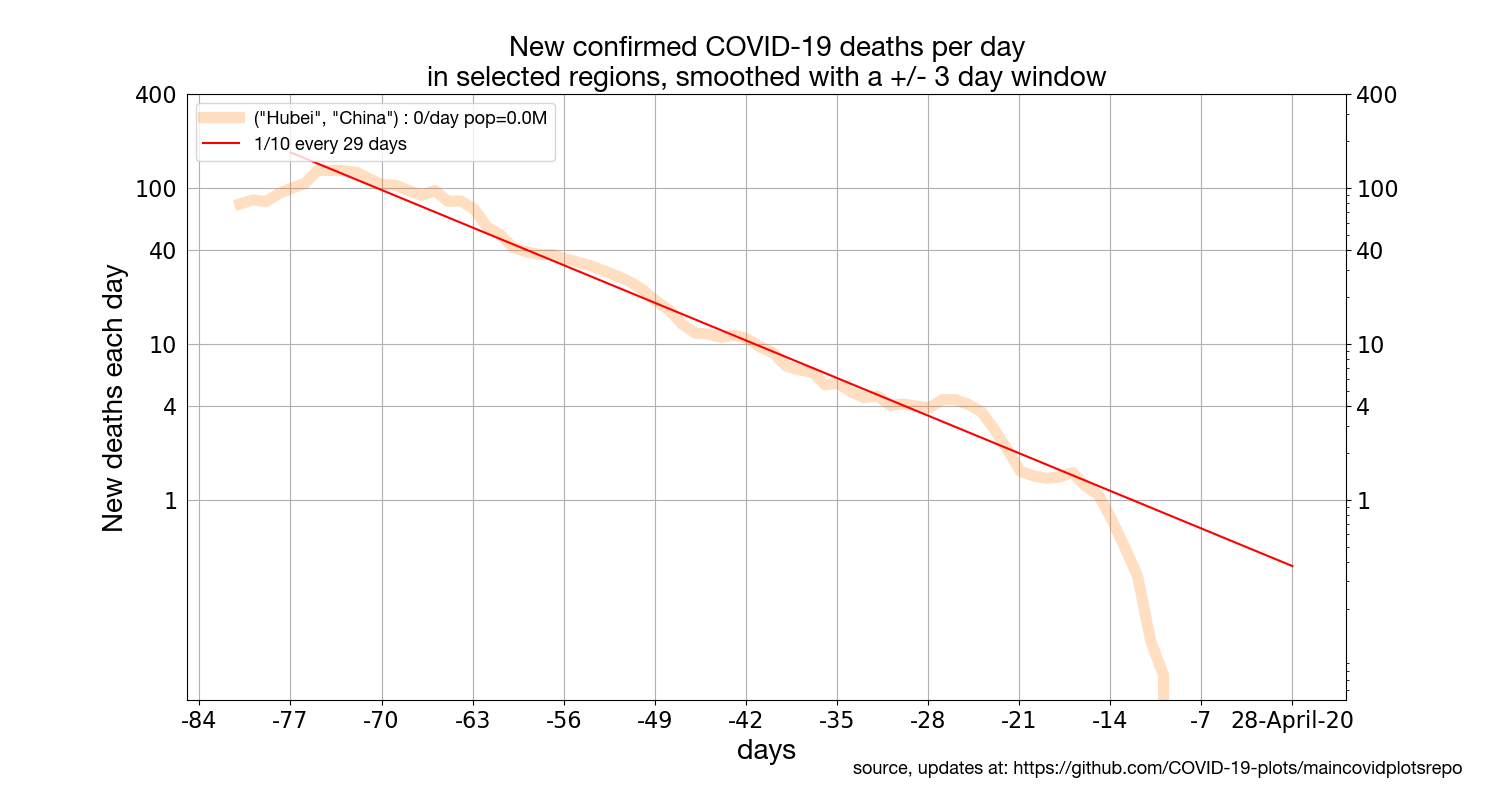 New confirmed COVID-19 deaths per day
in selected regions, smoothed with a +/- 3 day window
400
400
("Hubei", "China") : 0/day pop=0.0M
1/10 every 29 days
100
100
40
40
New deaths each day
10
10
4
4
1
1
-84 -77 -70 -63 -56 -49 -42 -35 -28 -21 -14 -7 28-April-20
days
source, updates at: https://github.com/COVID-19-plots/maincovidplotsrepo